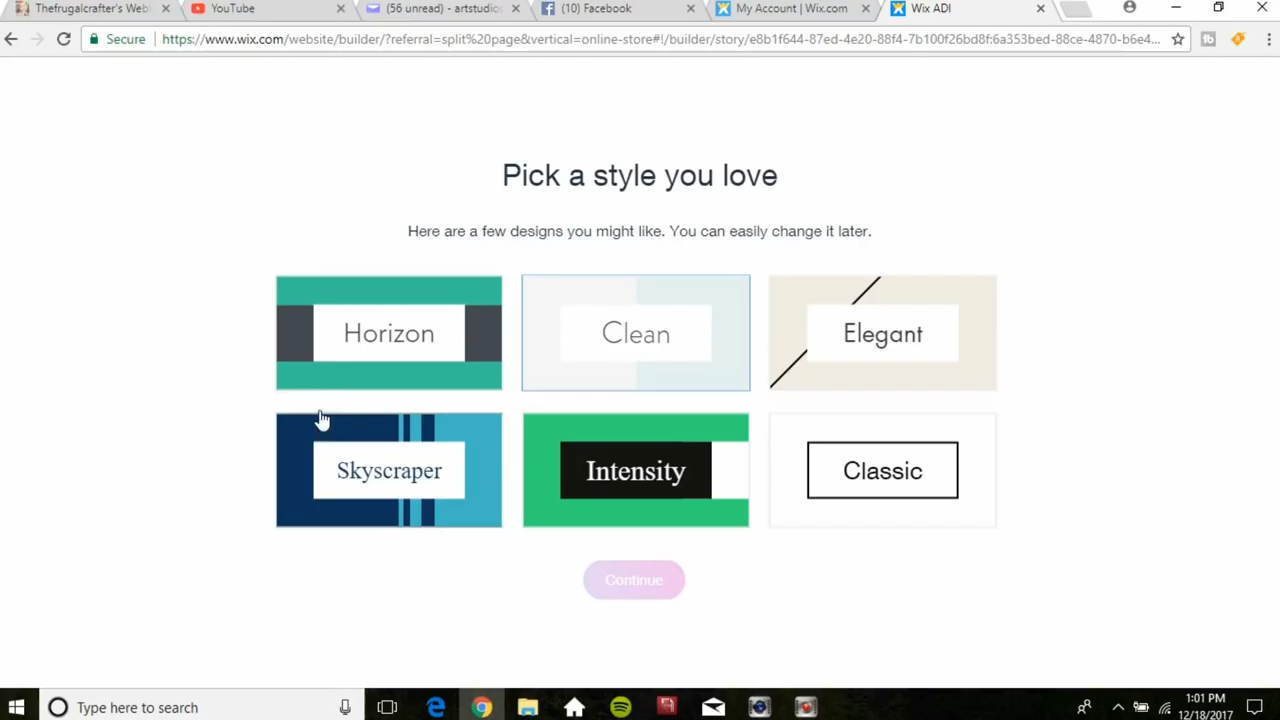 Thefrugalcrafter's Web
YouTube
(56 unread) - artstudio
(10) Facebook
My Account | Wix.com
Wix ADI
Secure
https://www.wix.com/website/builder/?referral=split%20page&vertical=online-store#!/builder/story/e8b1f644-87ed-4e20-88f4-7b100f26bd8f:6a353bed-88ce-4870-b6e4...
Pick a style you love
Here are a few designs you might like. You can easily change it later.
Horizon
Clean
Elegant
Skyscraper
Intensity
Classic
Continue
Type here to search
1:01 PM
12/18/2017